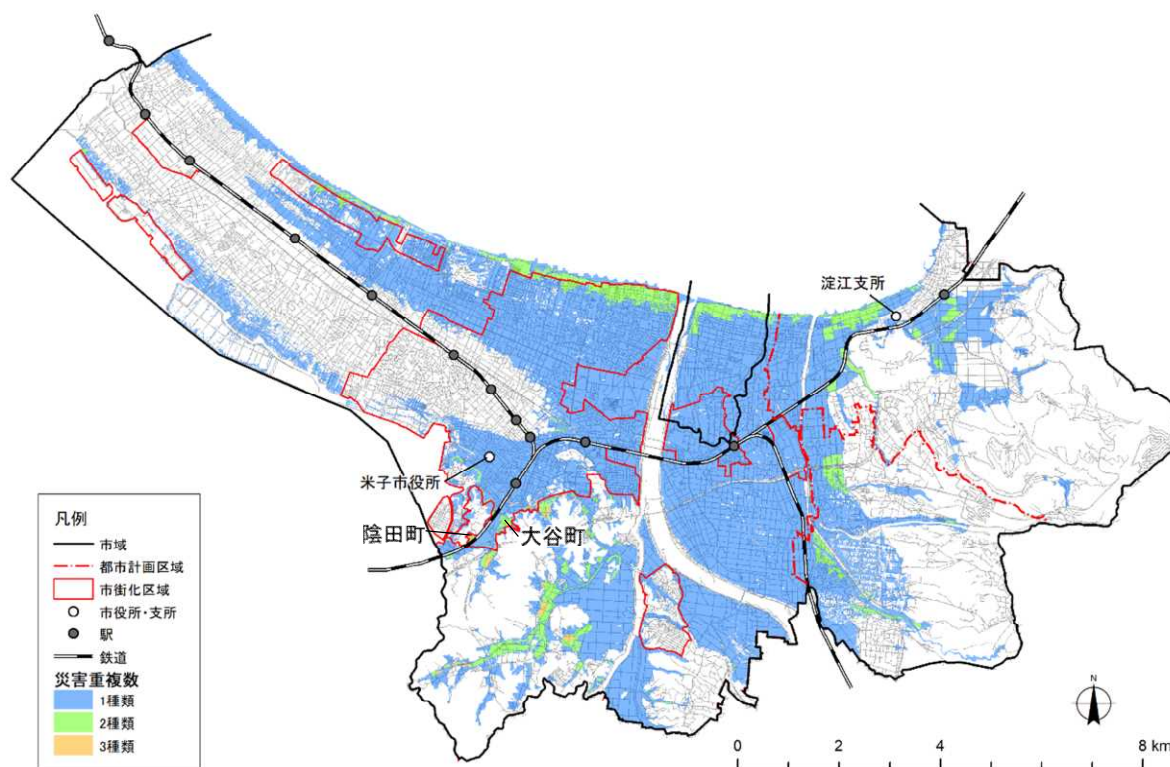 淀江支所
米子市役所
陰田町
大谷町
凡例
市域
都市計画区域
市街化区域
市役所・支所
駅
鉄道
災害重複数
1種類
2種類
3種類
N
0 2 4 8 km